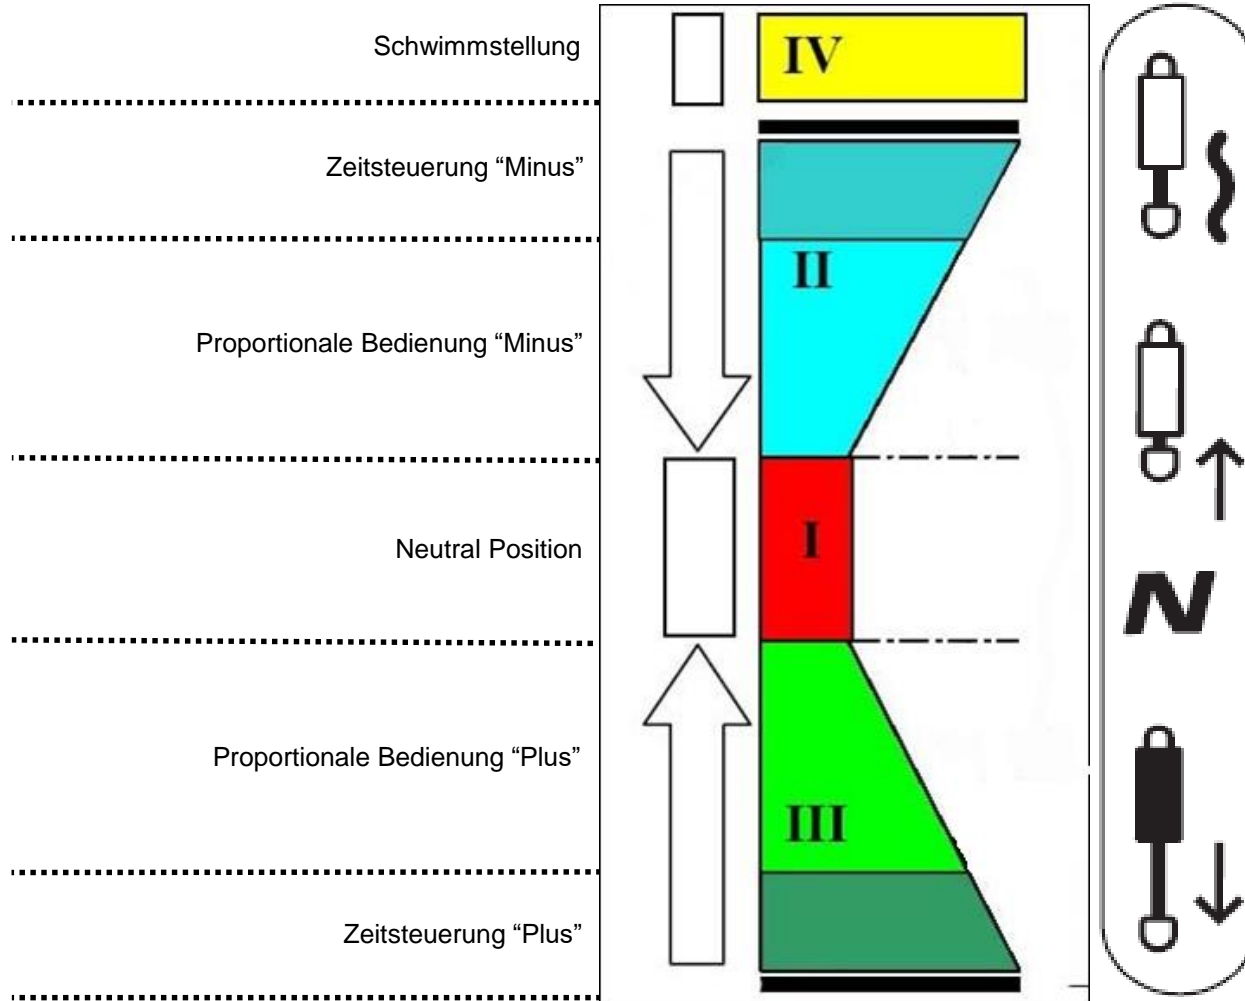 Schwimmstellung
IV
Zeitsteuerung “Minus”
II
Proportionale Bedienung “Minus”
Neutral Position
I
N
Proportionale Bedienung “Plus”
III
Zeitsteuerung “Plus”